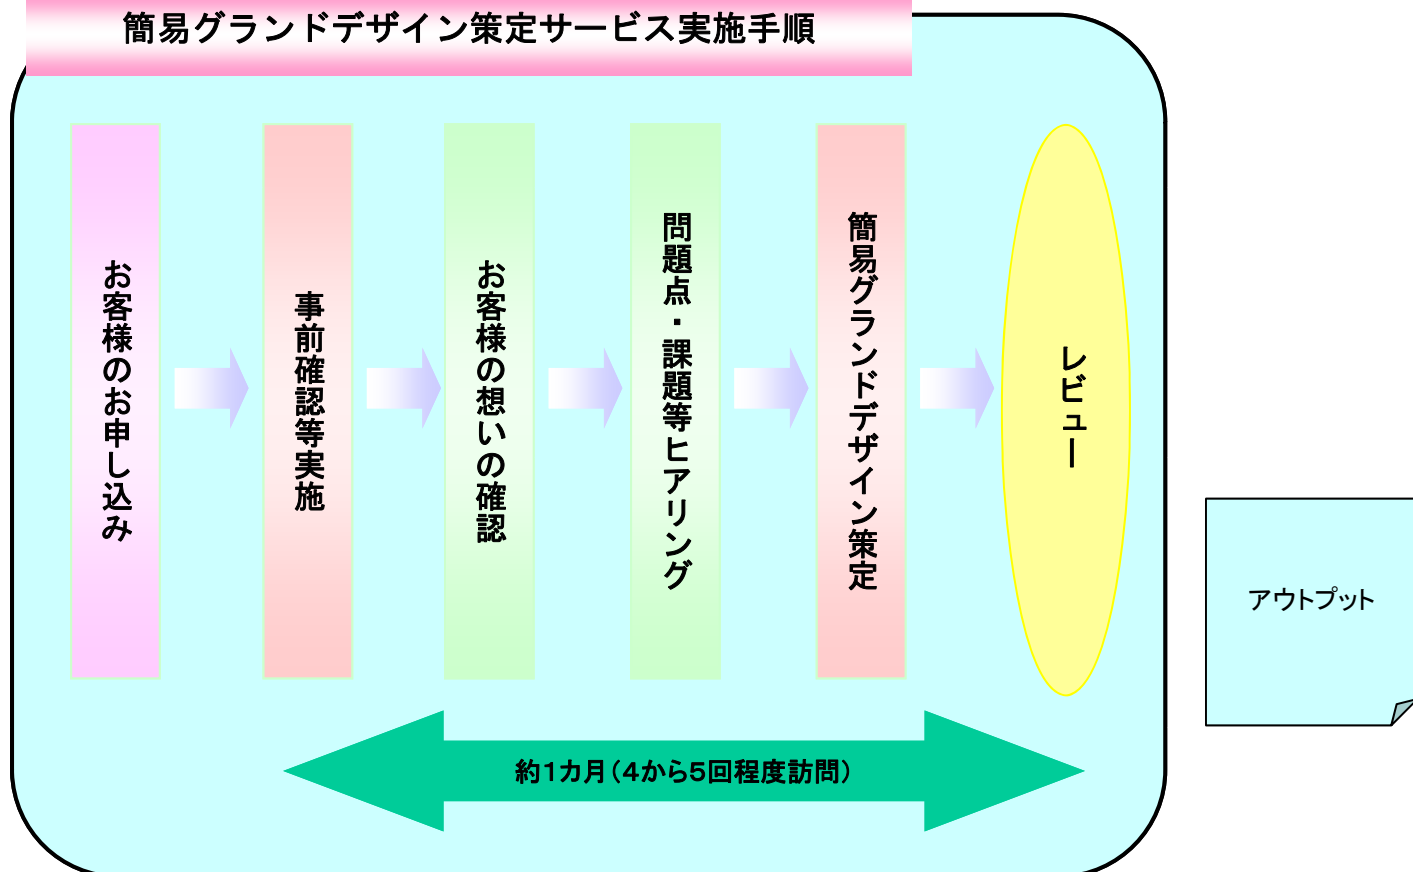 簡易グランドデザイン策定サービス実施手順
お客様のお申し込み
事前確認等実施
お客様の想いの確認
問題点・課題等ヒアリング
簡易グランドデザイン策定
レビュー
アウトプット
約1カ月（4から5回程度訪問）